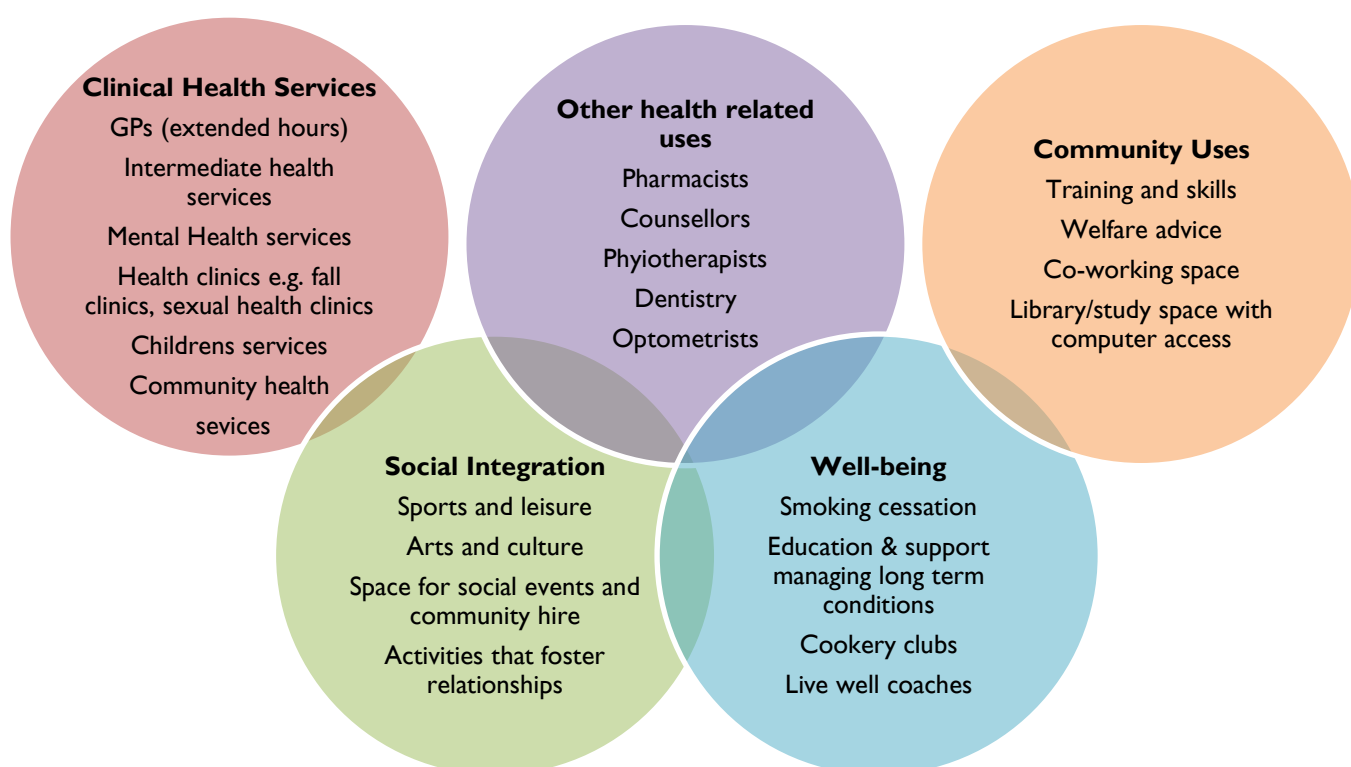 Clinical Health Services
GPs (extended hours)
Intermediate health
services
Mental Health services
Health clinics e.g. fall
clinics, sexual health clinics
Childrens services
Community health
sevices
Other health related
uses
Pharmacists
Counsellors
Phyiotherapists
Dentistry
Optometrists
Community Uses
Training and skills
Welfare advice
Co-working space
Library/study space with
computer access
Social Integration
Sports and leisure
Arts and culture
Space for social events and
community hire
Activities that foster
relationships
Well-being
Smoking cessation
Education & support
managing long term
conditions
Cookery clubs
Live well coaches